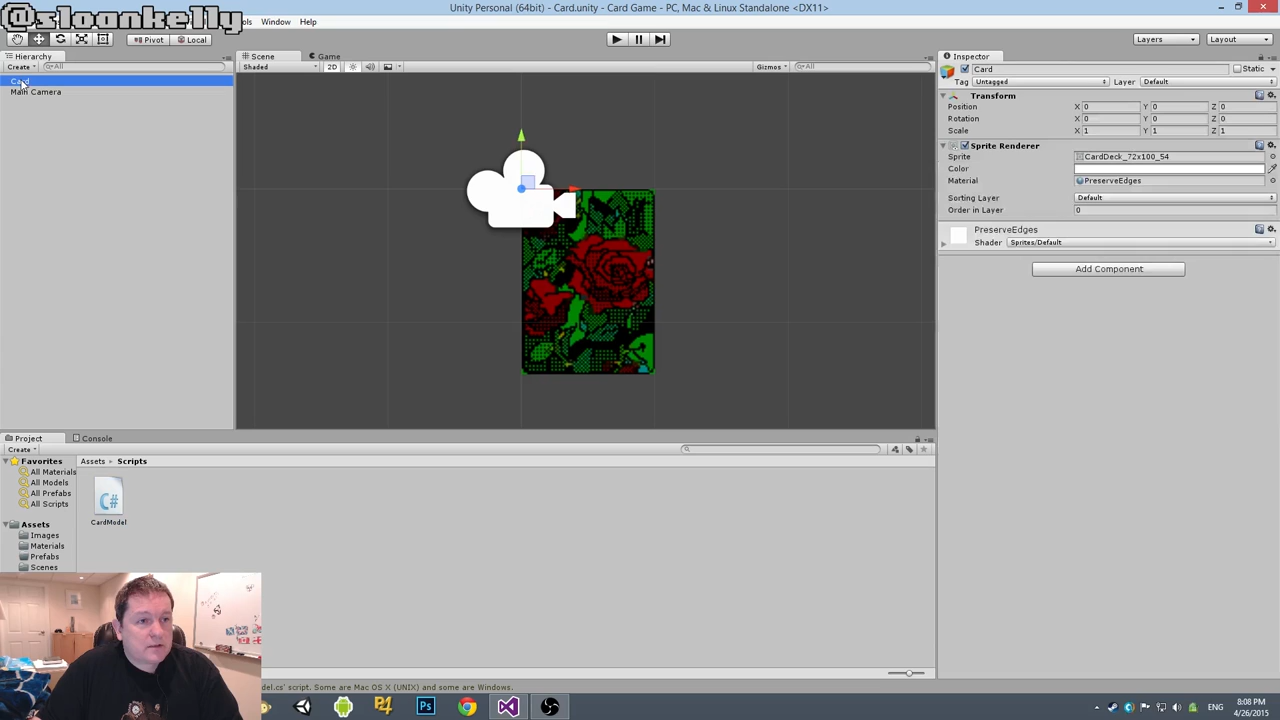 @sloankelly
Unity Personal (64bit) - Card.unity - Card Game - PC, Mac & Linux Standalone <DX11>
Window Help
Pivot Local
Layers Layout
Hierarchy
Create All
Card
Main Camera
Scene Game
Shaded 2D Gizmos All
Inspector
Card Static
Tag Untagged Layer Default
Transform
Position X 0 Y 0 Z 0
Rotation X 0 Y 0 Z 0
Scale X 1 Y 1 Z 1
Sprite Renderer
Sprite CardDeck_72x100_54
Color
Material PreserveEdges
Sorting Layer Default
Order in Layer 0
PreserveEdges
Shader Sprites/Default
Add Component
Project Console
Create
Favorites
All Materials
All Models
All Prefabs
All Scripts
Assets
Images
Materials
Prefabs
Scenes
Assets Scripts
C#
CardModel
del.cs' script. Some are Mac OS X (UNIX) and some are Windows.
Ps
8:08 PM
4/26/2015